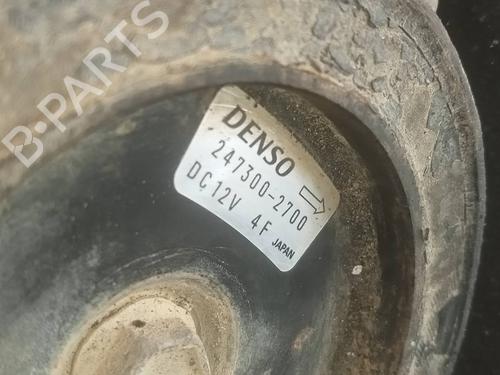 B-PARTS
DENSO
247300-2700
DC12V 4F
JAPAN